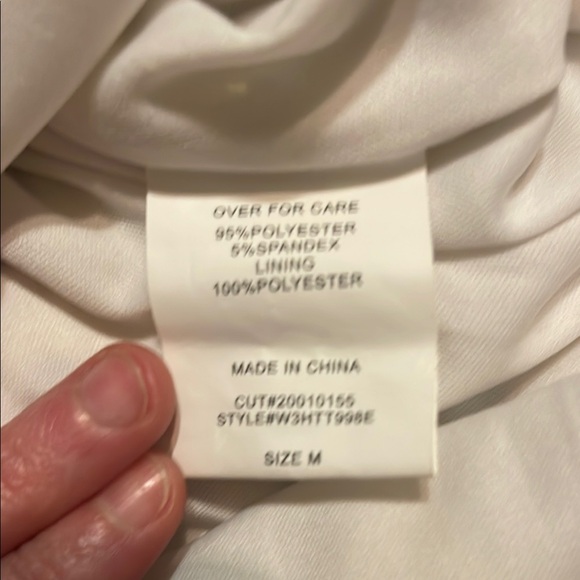 OVER FOR CARE
95%POLYESTER
5%SPANDEX
LINING
100%POLYESTER
MADE IN CHINA
CUT#20010155
STYLE#W3HTT998E
SIZE M